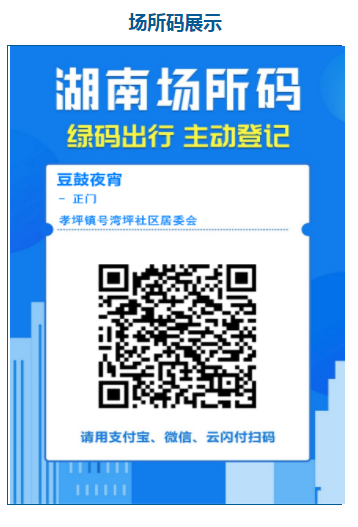 场所码展示
湖南场所码
绿码出行 主动登记
豆鼓夜宵
- 正门
孝坪镇号湾坪社区居委会
请用支付宝、微信、云闪付扫码